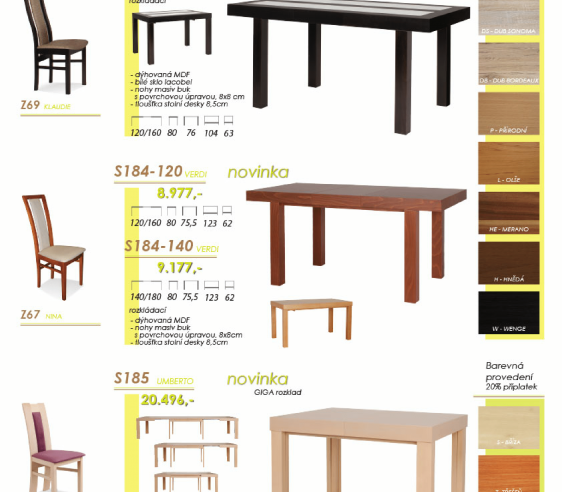 rozkládací
DS - DUB SONOMA
- dýhovaná MDF
- bílé sklo lacobel
- nohy masiv buk
s povrchovou úpravou, 8x8 cm
- tloušťka stolní desky 8,5cm
DB - DUB BORDEAUX
Z69 KLAUDIE
P - PŘÍRODNÍ
120/160 80 76 104 63
S184-120 VERDI novinka
L - OLŠE
8.977,-
120/160 80 75,5 123 62
HE - MERANO
S184-140 VERDI
9.177,-
H - HNĚDÁ
140/180 80 75,5 123 62
rozkládací
- dýhovaná MDF
- nohy masiv buk
s povrchovou úpravou, 8x8cm
- tloušťka stolní desky 8,5cm
Z67 NINA
W - WENGE
Barevná
provedení
20% příplatek
S185 UMBERTO novinka
GIGA rozklad
20.496,-